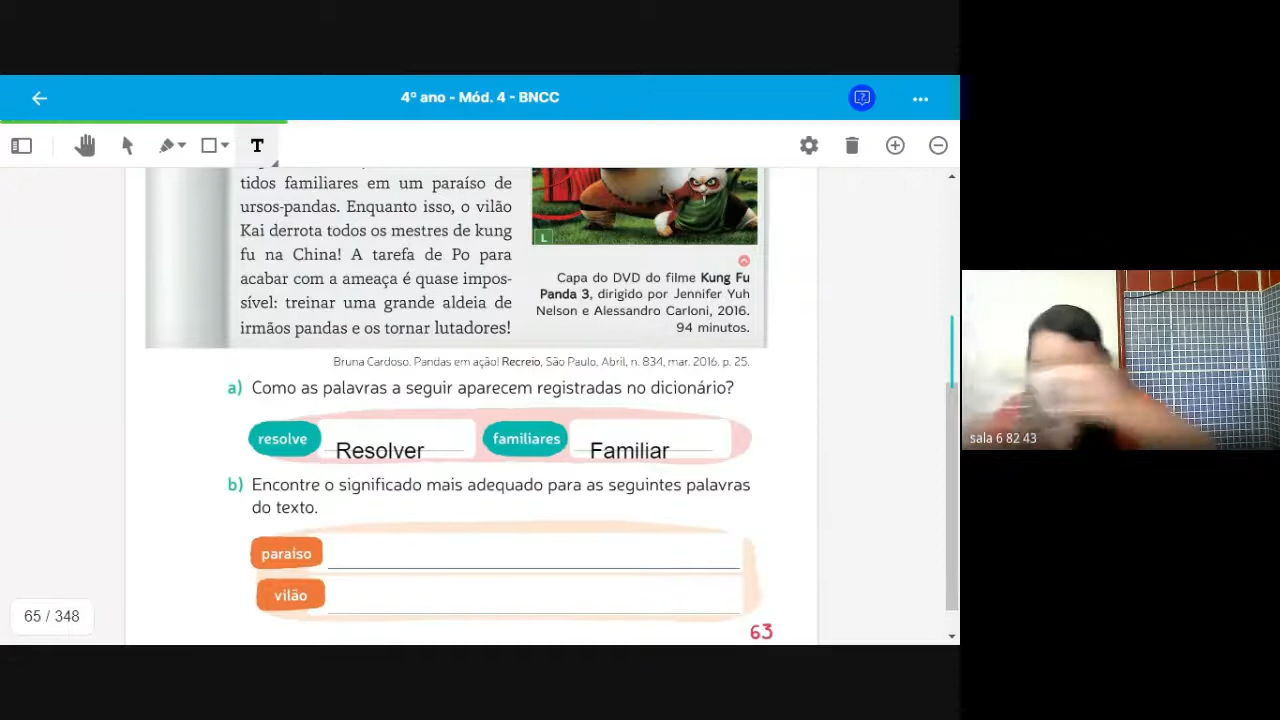 4º ano - Mód. 4 - BNCC
T
tidos familiares em um paraíso de
ursos-pandas. Enquanto isso, o vilão
Kai derrota todos os mestres de kung
fu na China! A tarefa de Po para
acabar com a ameaça é quase impos-
sível: treinar uma grande aldeia de
irmãos pandas e os tornar lutadores!
L
Capa do DVD do filme Kung Fu
Panda 3, dirigido por Jennifer Yuh
Nelson e Alessandro Carloni, 2016.
94 minutos.
Bruna Cardoso. Pandas em ação! Recreio, São Paulo, Abril, n. 834, mar. 2016. p. 25.
a) Como as palavras a seguir aparecem registradas no dicionário?
resolve Resolver familiares Familiar
b) Encontre o significado mais adequado para as seguintes palavras
do texto.
paraíso
vilão
65 / 348
63
sala 6 82 43